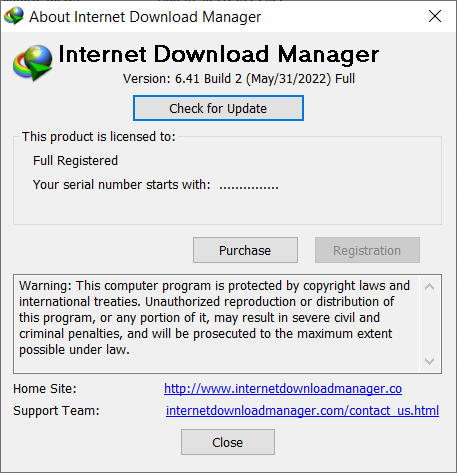 About Internet Download Manager
Internet Download Manager
Version: 6.41 Build 2 (May/31/2022) Full
Check for Update
This product is licensed to:
Full Registered
Your serial number starts with: ...............
Purchase
Registration
Warning: This computer program is protected by copyright laws and
international treaties. Unauthorized reproduction or distribution of
this program, or any portion of it, may result in severe civil and
criminal penalties, and will be prosecuted to the maximum extent
possible under law.
Home Site: http://www.internetdownloadmanager.co
Support Team: internetdownloadmanager.com/contact_us.html
Close